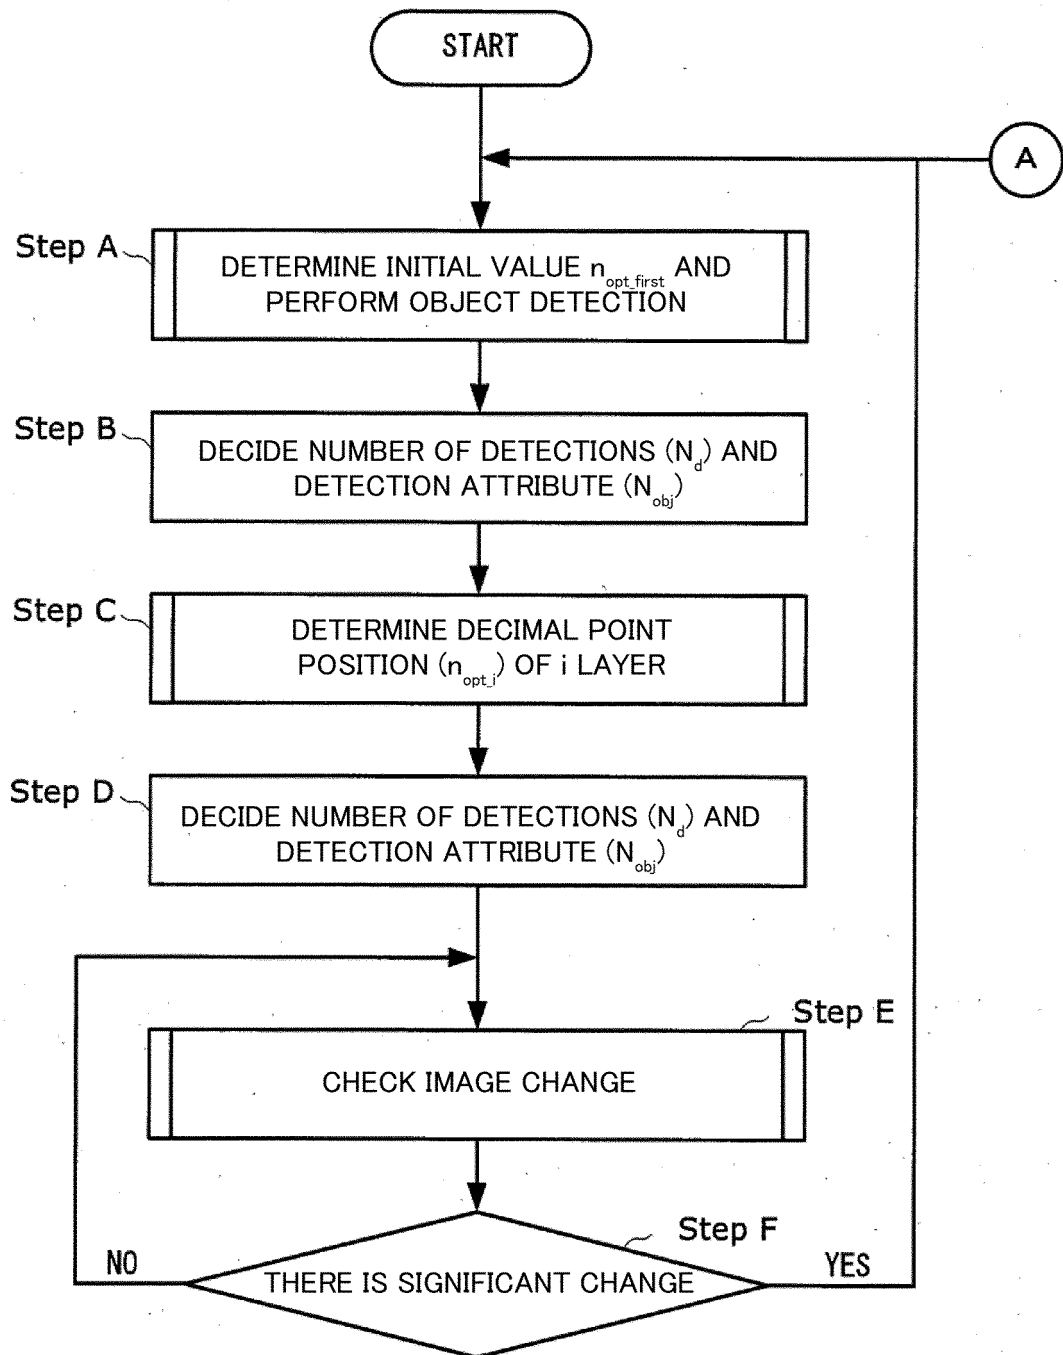 START
A
Step A
DETERMINE INITIAL VALUE n_opt_first AND
PERFORM OBJECT DETECTION
Step B
DECIDE NUMBER OF DETECTIONS (N_d) AND
DETECTION ATTRIBUTE (N_obj)
Step C
DETERMINE DECIMAL POINT
POSITION (n_opt_i) OF i LAYER
Step D
DECIDE NUMBER OF DETECTIONS (N_d) AND
DETECTION ATTRIBUTE (N_obj)
Step E
CHECK IMAGE CHANGE
Step F
NO
THERE IS SIGNIFICANT CHANGE
YES